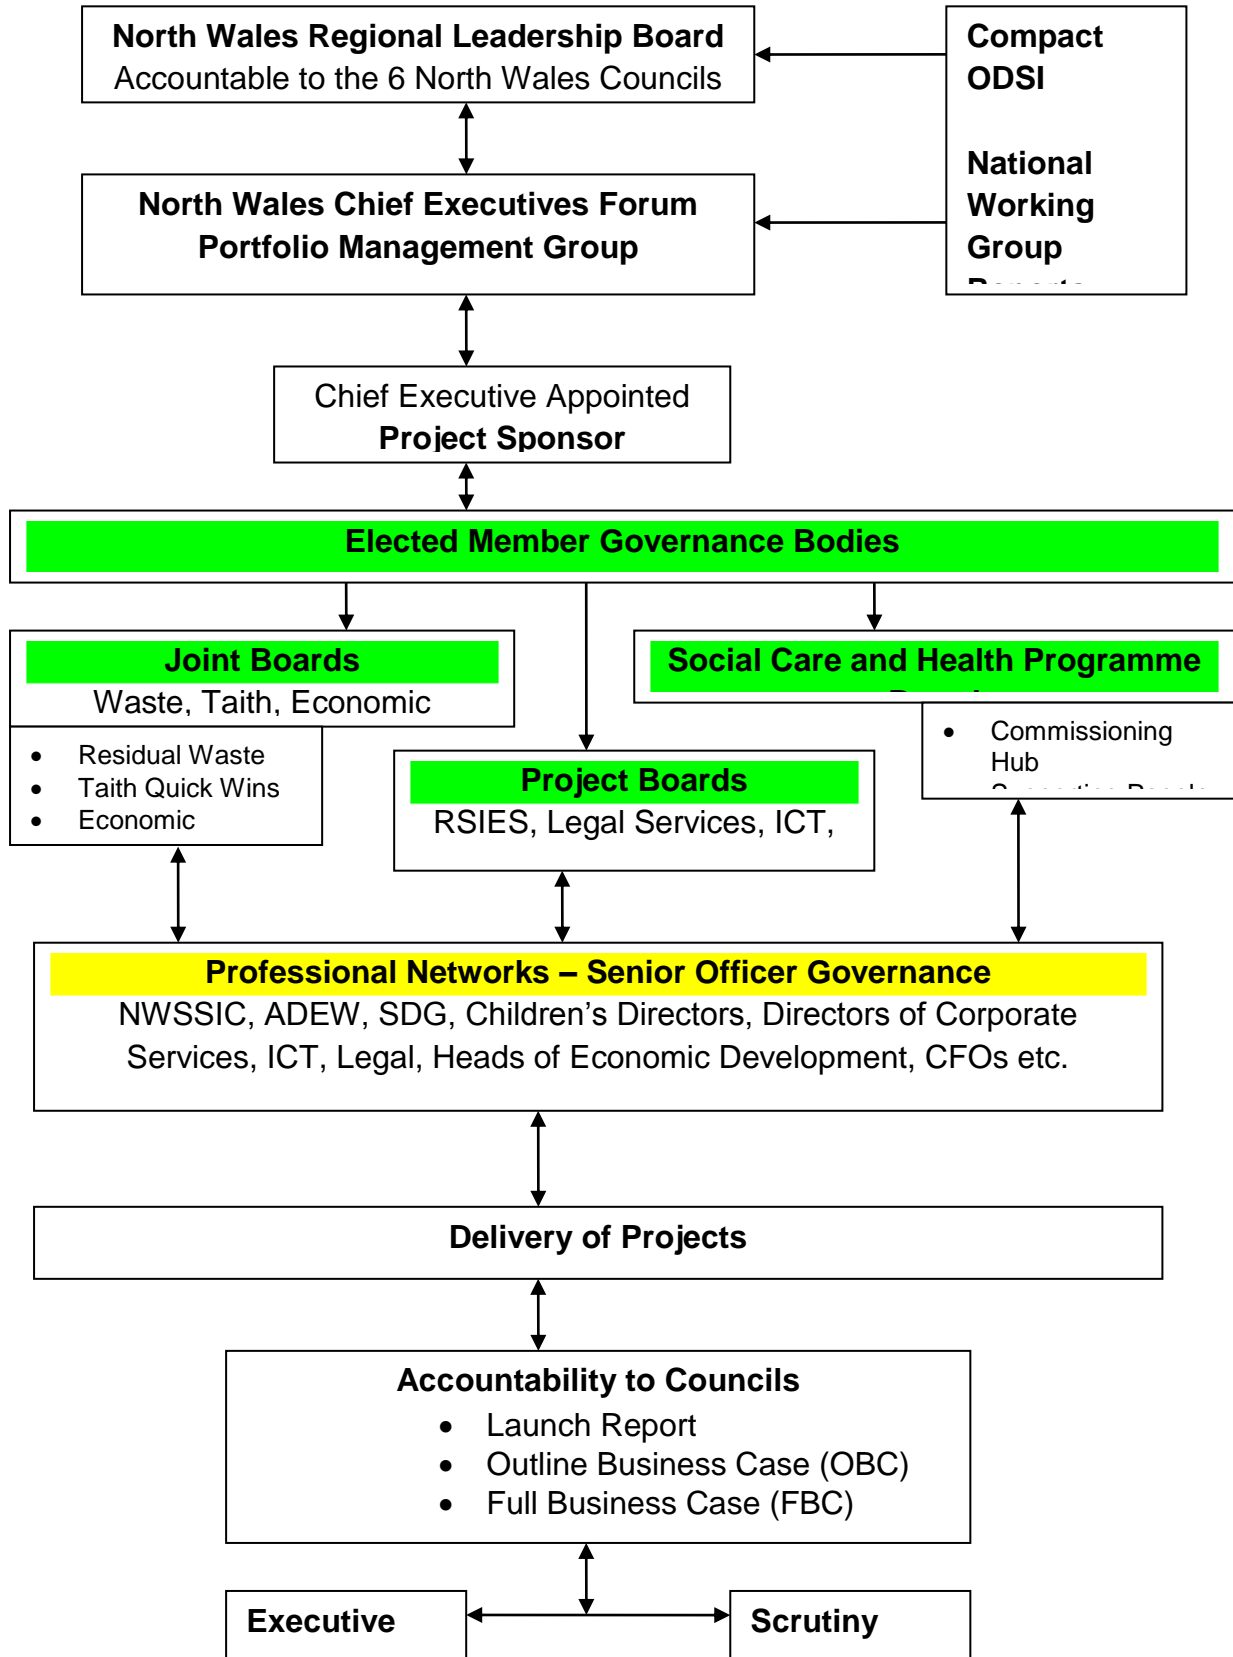 North Wales Regional Leadership Board
Accountable to the 6 North Wales Councils
Compact
ODSI
National
Working
Group
North Wales Chief Executives Forum
Portfolio Management Group
Chief Executive Appointed
Project Sponsor
Elected Member Governance Bodies
Joint Boards
Waste, Taith, Economic
Social Care and Health Programme
• Residual Waste
• Taith Quick Wins
• Economic
Project Boards
RSIES, Legal Services, ICT,
• Commissioning
Hub
Professional Networks – Senior Officer Governance
NWSSIC, ADEW, SDG, Children’s Directors, Directors of Corporate
Services, ICT, Legal, Heads of Economic Development, CFOs etc.
Delivery of Projects
Accountability to Councils
• Launch Report
• Outline Business Case (OBC)
• Full Business Case (FBC)
Executive
Scrutiny